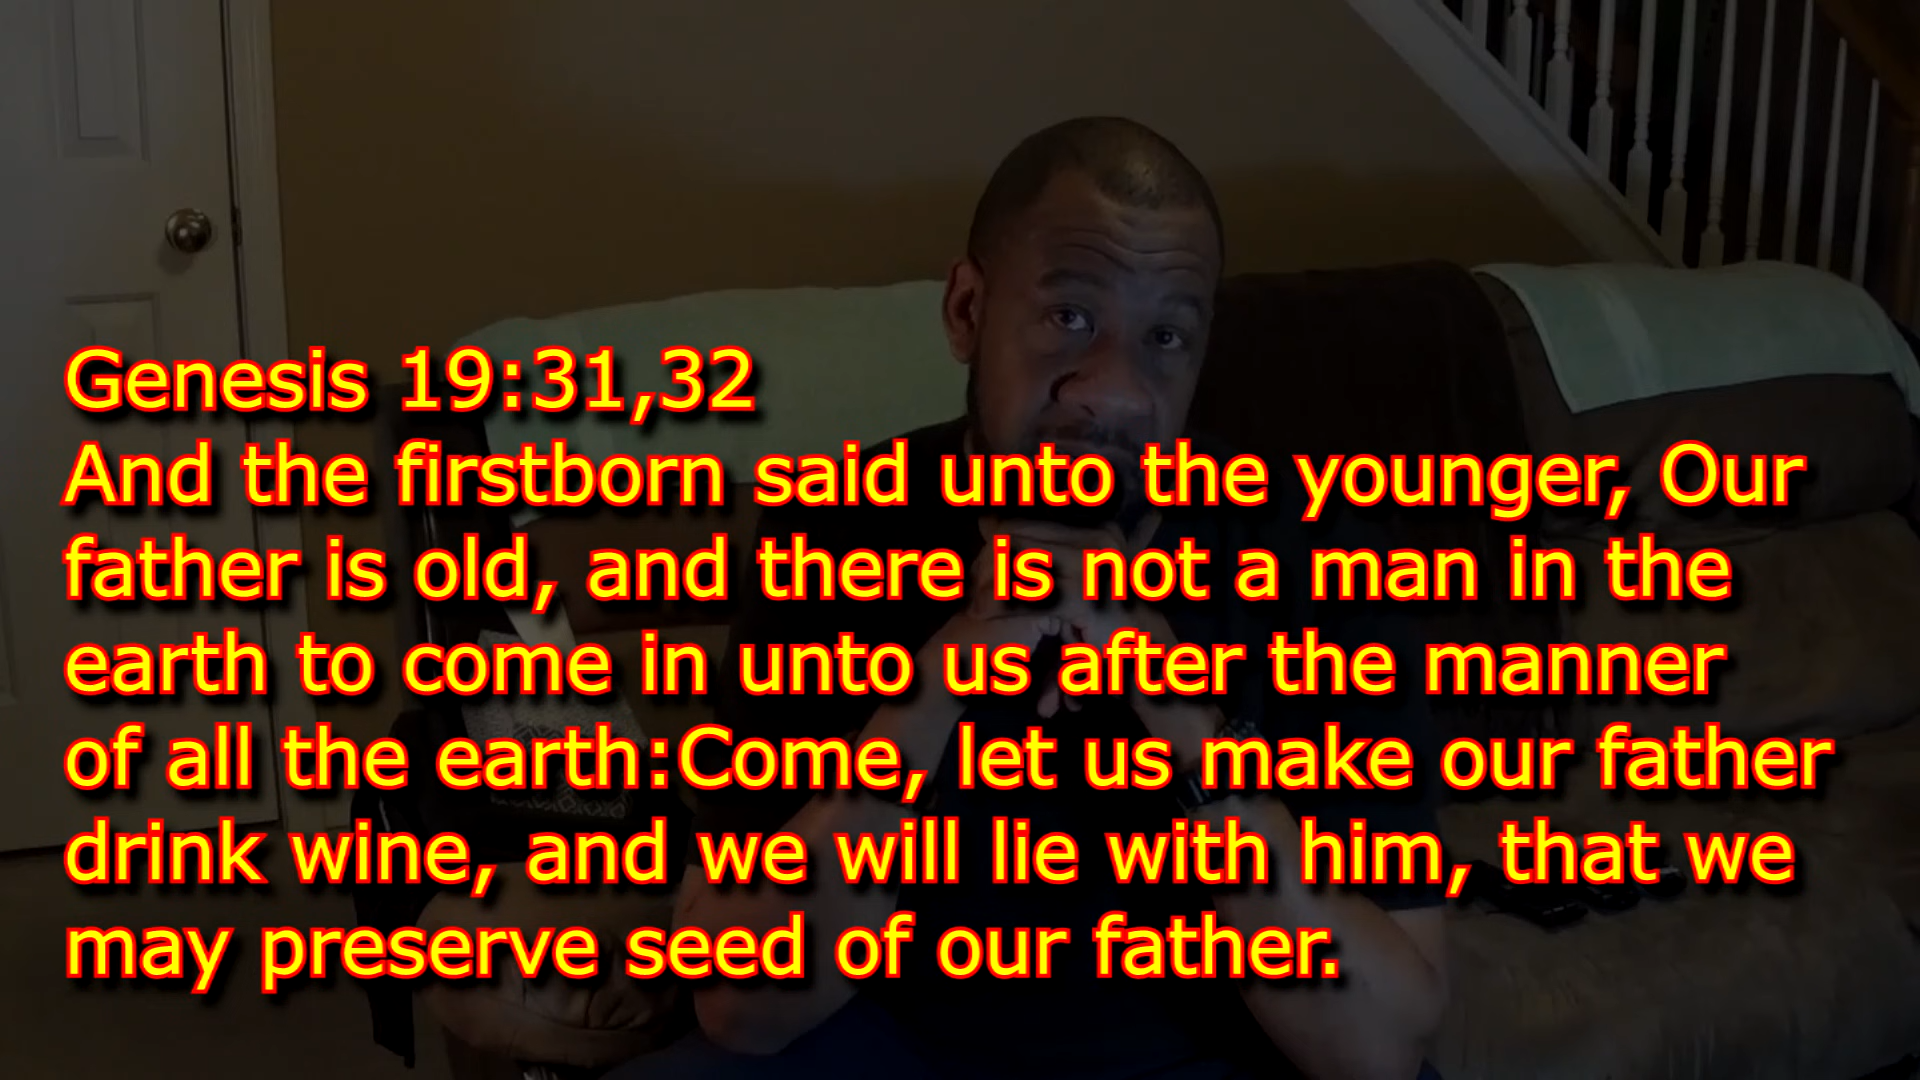 Genesis 19:31,32
And the firstborn said unto the younger, Our
father is old, and there is not a man in the
earth to come in unto us after the manner
of all the earth:Come, let us make our father
drink wine, and we will lie with him, that we
may preserve seed of our father.